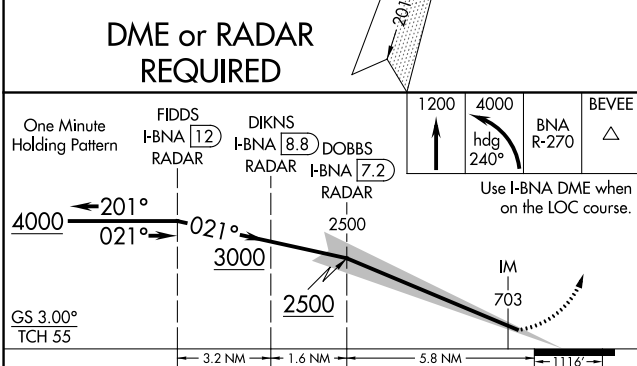 DME or RADAR
REQUIRED
201°
One Minute
Holding Pattern
FIDDS
I-BNA 12
RADAR
DIKNS
I-BNA 8.8
RADAR
DOBBS
I-BNA 7.2
RADAR
1200
4000
hdg
240°
BNA
R-270
BEVEE
Use I-BNA DME when
on the LOC course.
201°
4000
021°
021°
3000
2500
2500
IM
703
GS 3.00°
TCH 55
3.2 NM
1.6 NM
5.8 NM
1116'